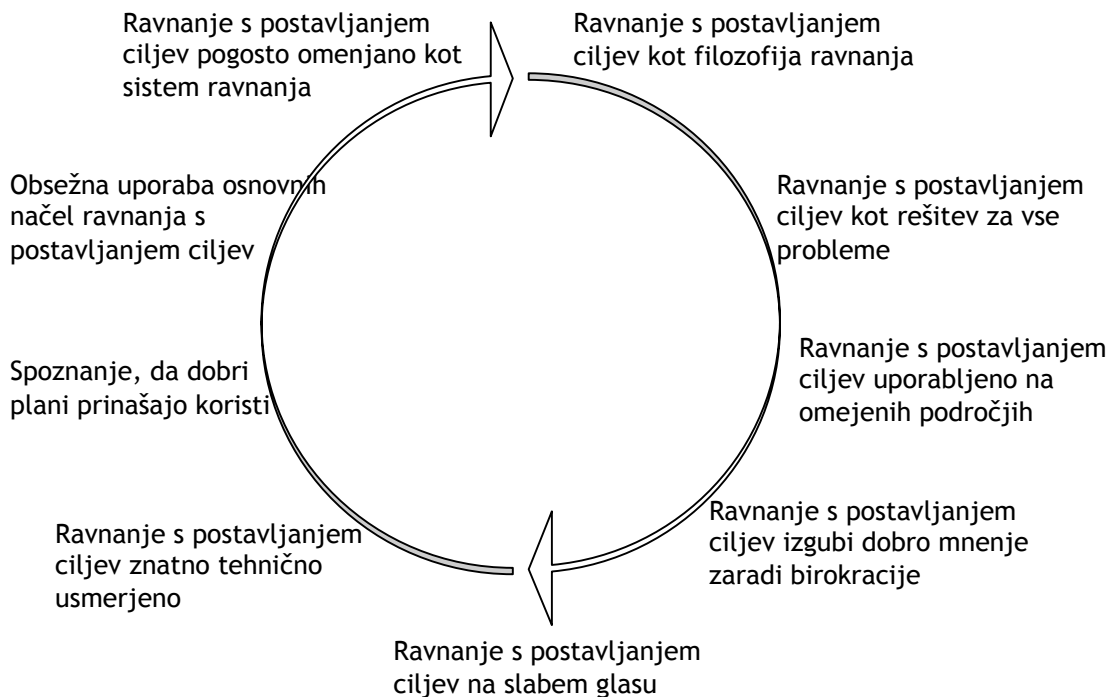 Ravnanje s postavljanjem
ciljev pogosto omenjano kot
sistem ravnanja
Ravnanje s postavljanjem
ciljev kot filozofija ravnanja
Ravnanje s postavljanjem
ciljev kot rešitev za vse
probleme
Ravnanje s postavljanjem
ciljev uporabljeno na
omejenih področjih
Ravnanje s postavljanjem
ciljev izgubi dobro mnenje
zaradi birokracije
Ravnanje s postavljanjem
ciljev na slabem glasu
Ravnanje s postavljanjem
ciljev znatno tehnično
usmerjeno
Spoznanje, da dobri
plani prinašajo koristi
Obsežna uporaba osnovnih
načel ravnanja s
postavljanjem ciljev